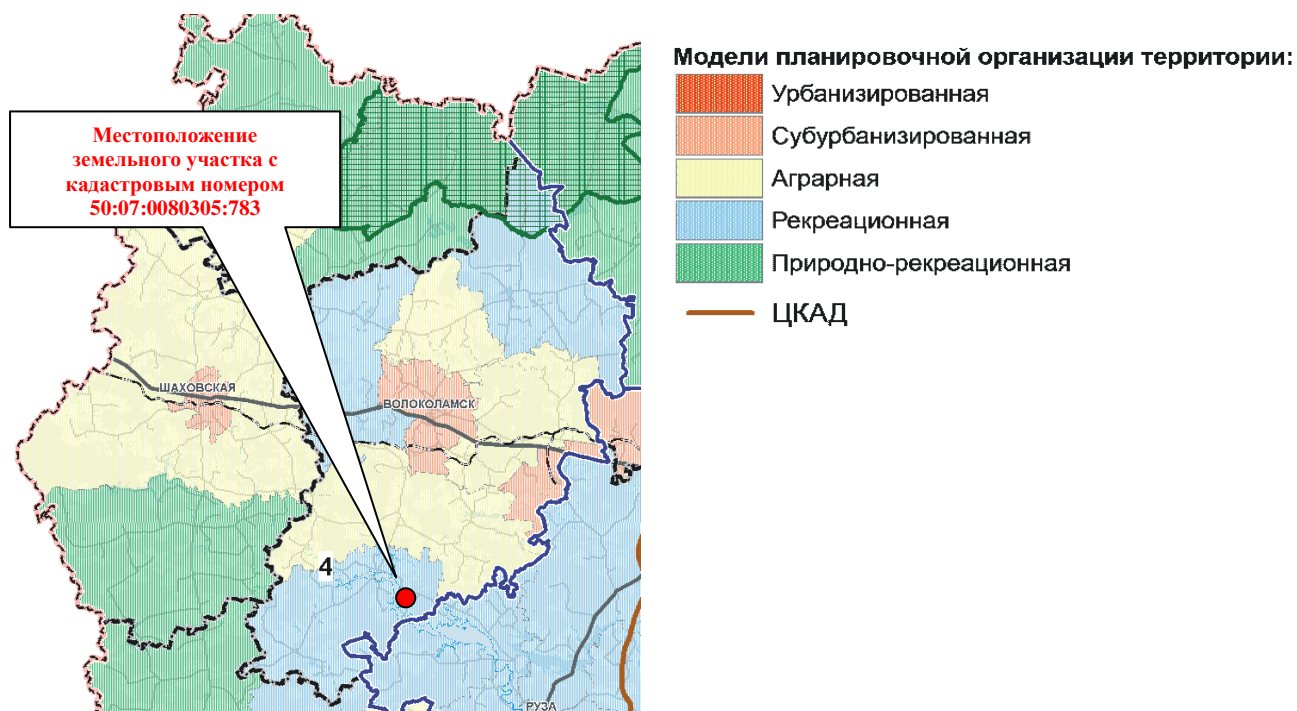 Местоположение
земельного участка с
кадастровым номером
50:07:0080305:783
ШАХОВСКАЯ
ВОЛОКОЛАМСК
4
РУЗА
Модели планировочной организации территории:
Урбанизированная
Субурбанизированная
Аграрная
Рекреационная
Природно-рекреационная
ЦКАД